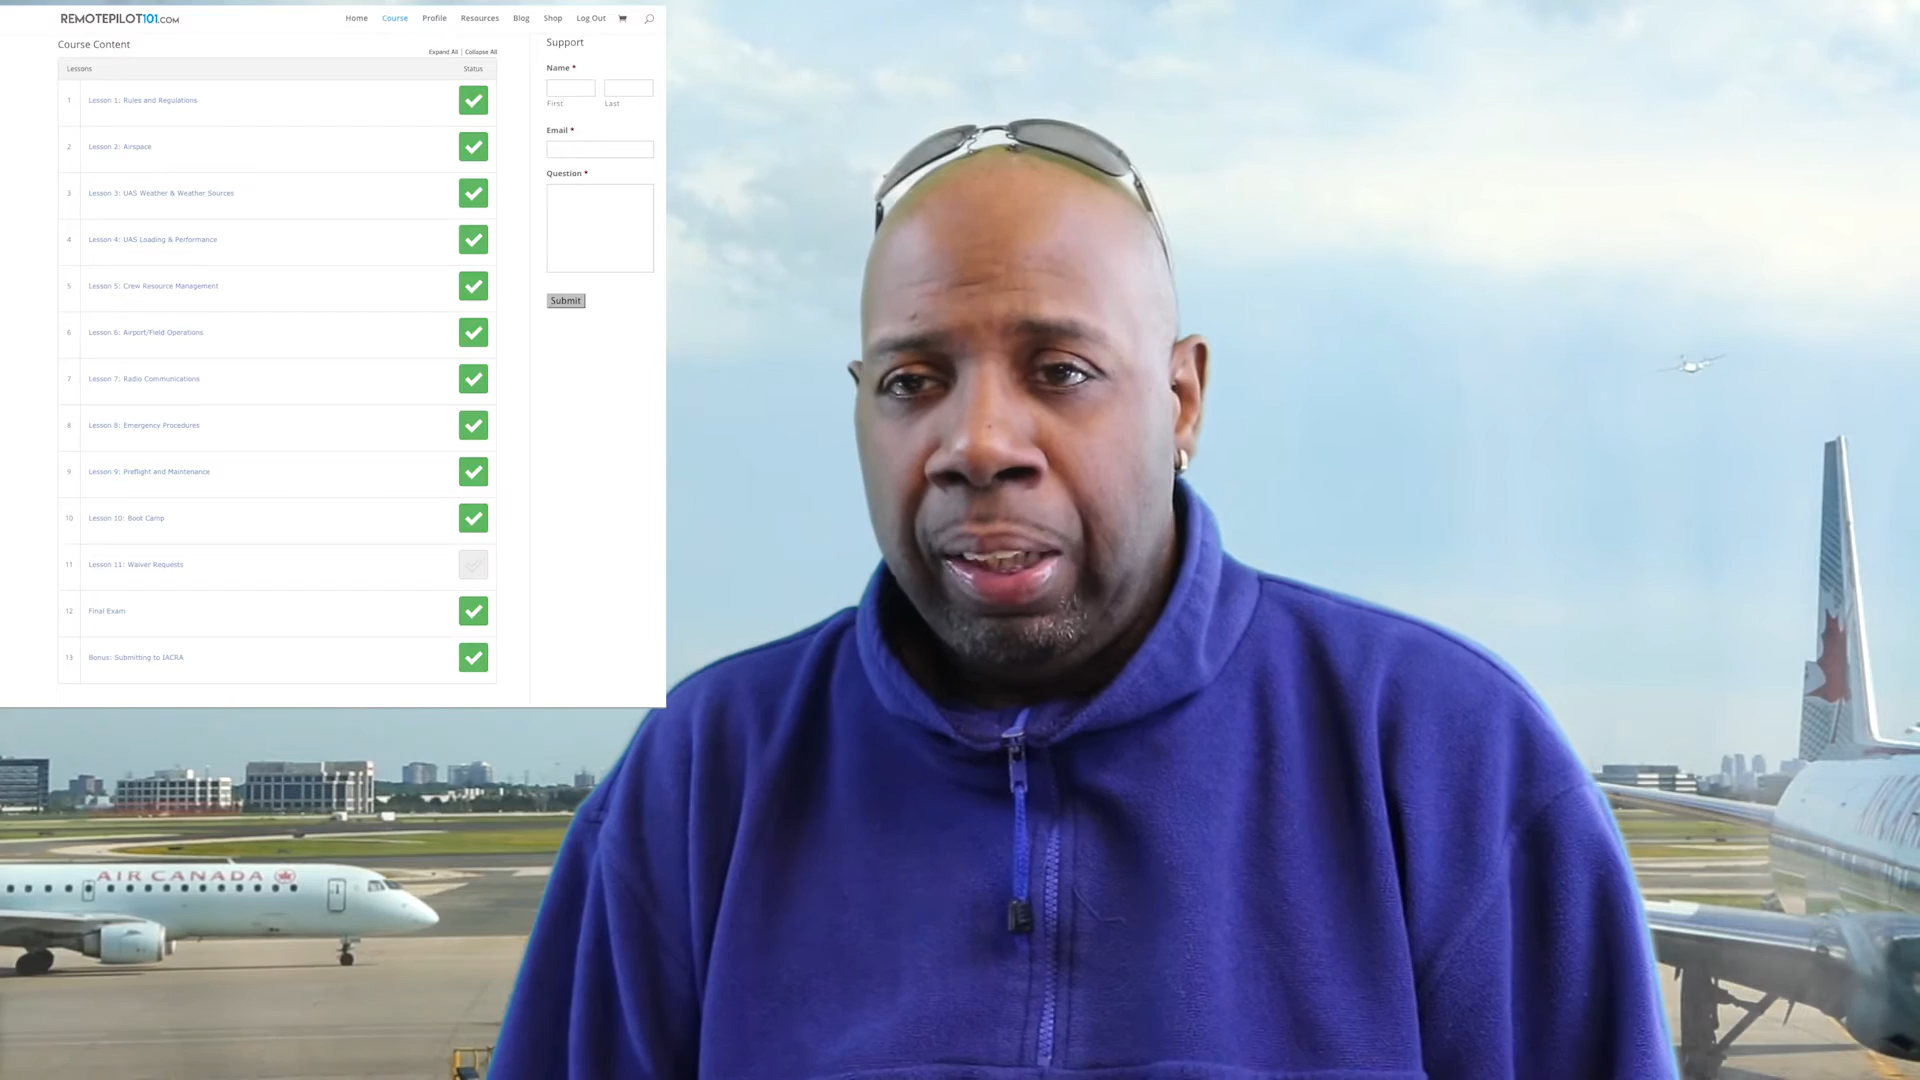 REMOTEPILOT101.COM
Home Course Profile Resources Blog Shop Log Out
Course Content
Expand All | Collapse All
Lessons Status
1 Lesson 1: Rules and Regulations
2 Lesson 2: Airspace
3 Lesson 3: UAS Weather & Weather Sources
4 Lesson 4: UAS Loading & Performance
5 Lesson 5: Crew Resource Management
6 Lesson 6: Airport/Field Operations
7 Lesson 7: Radio Communications
8 Lesson 8: Emergency Procedures
9 Lesson 9: Preflight and Maintenance
10 Lesson 10: Boot Camp
11 Lesson 11: Waiver Requests
12 Final Exam
13 Bonus: Submitting to IACRA
Support
Name *
First Last
Email *
Question *
Submit
AIR CANADA